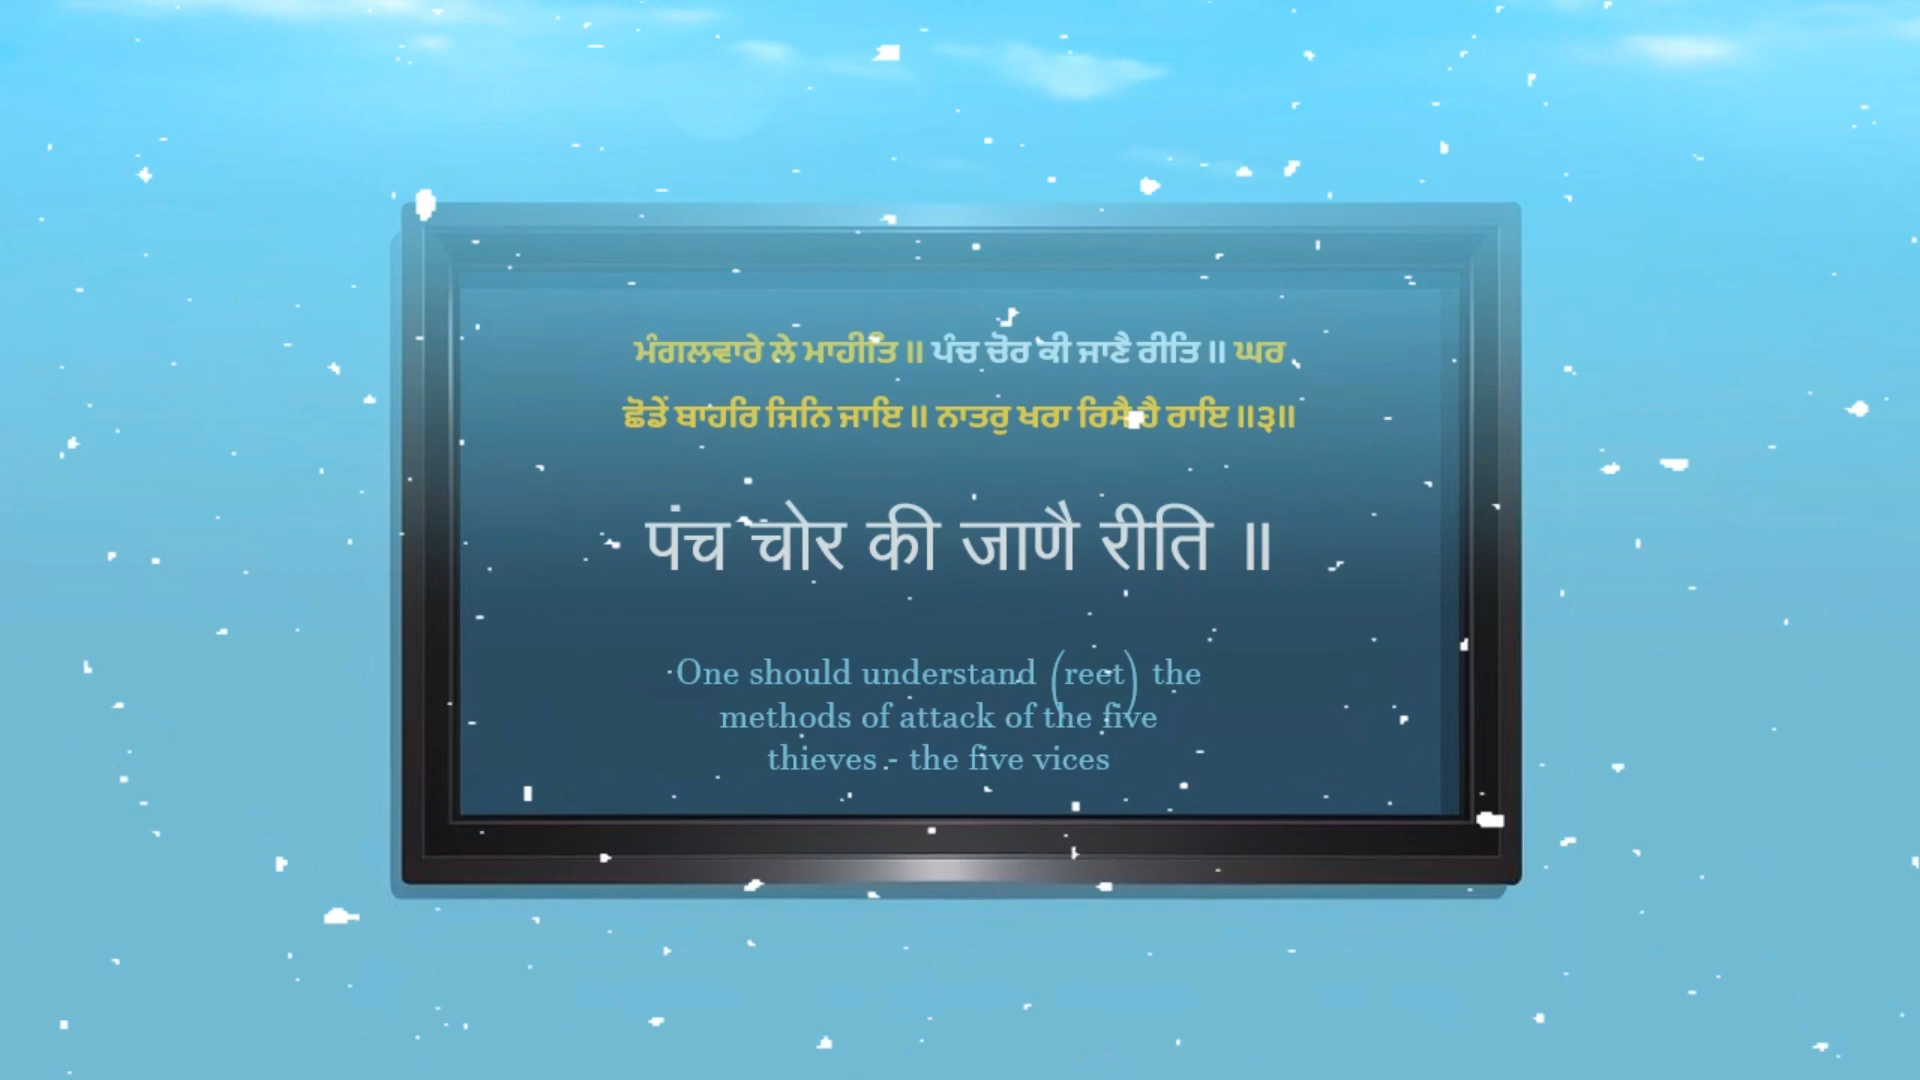 ਮੰਗਲਵਾਰੇ ਲੇ ਮਾਹੀਤਿ ॥ ਪੰਚ ਚੋਰ ਕੀ ਜਾਣੈ ਰੀਤਿ ॥ ਘਰ
ਛੋਡੇਂ ਬਾਹਰਿ ਜਿਨਿ ਜਾਇ ॥ ਨਾਤਰੁ ਖਰਾ ਰਿਸੈ ਹੈ ਰਾਇ ॥੩॥
पंच चोर की जाणै रीति ॥
One should understand (reet) the
methods of attack of the five
thieves - the five vices